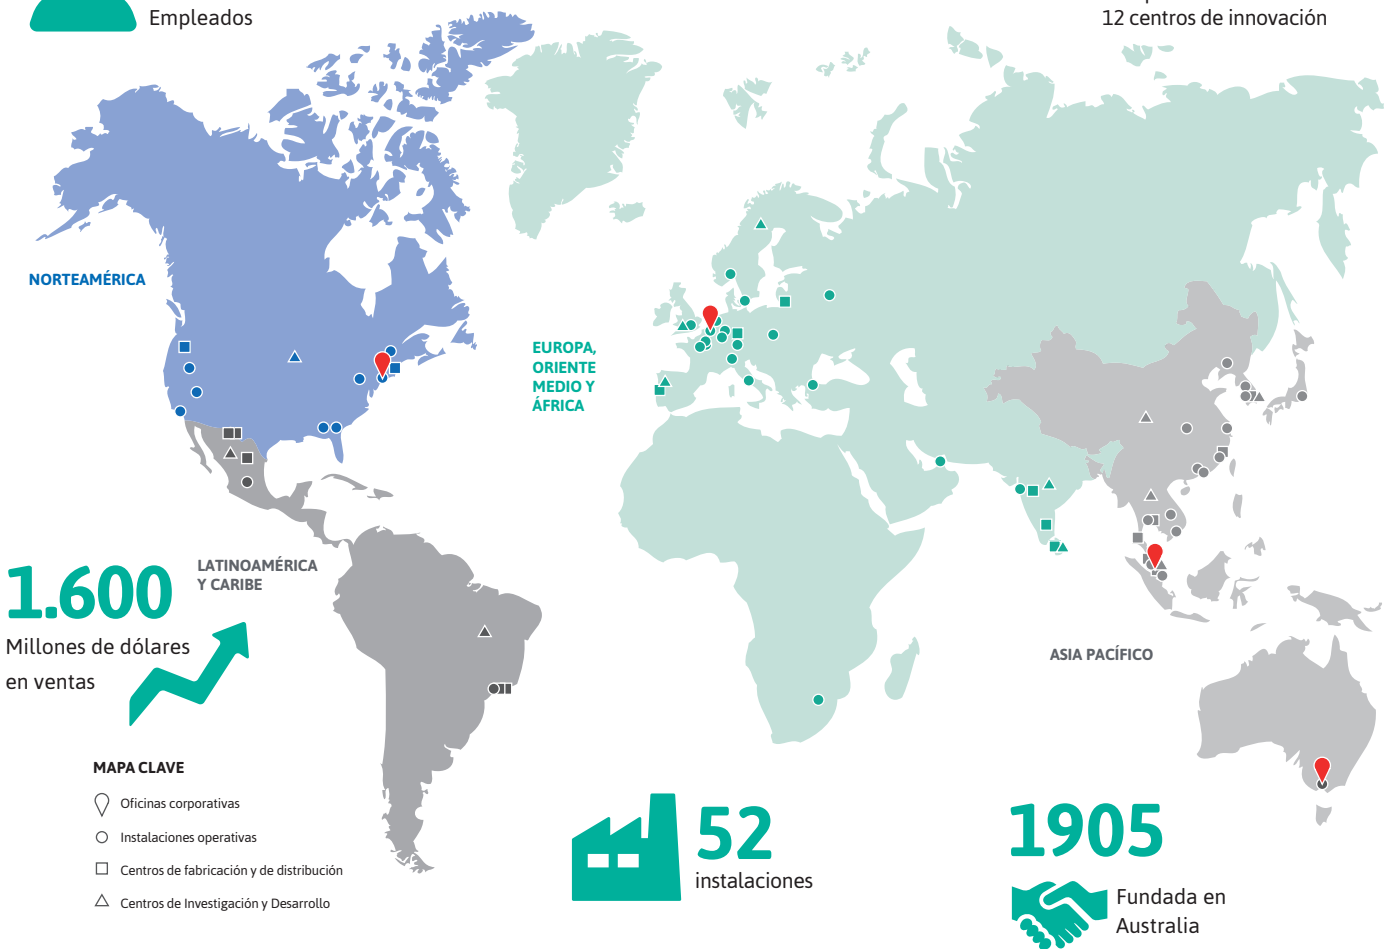 Empleados
12 centros de innovación
NORTEAMÉRICA
EUROPA,
ORIENTE
MEDIO Y
ÁFRICA
LATINOAMÉRICA
Y CARIBE
1.600
Millones de dólares
en ventas
ASIA PACÍFICO
MAPA CLAVE
Oficinas corporativas
Instalaciones operativas
Centros de fabricación y de distribución
Centros de Investigación y Desarrollo
52
instalaciones
1905
Fundada en
Australia